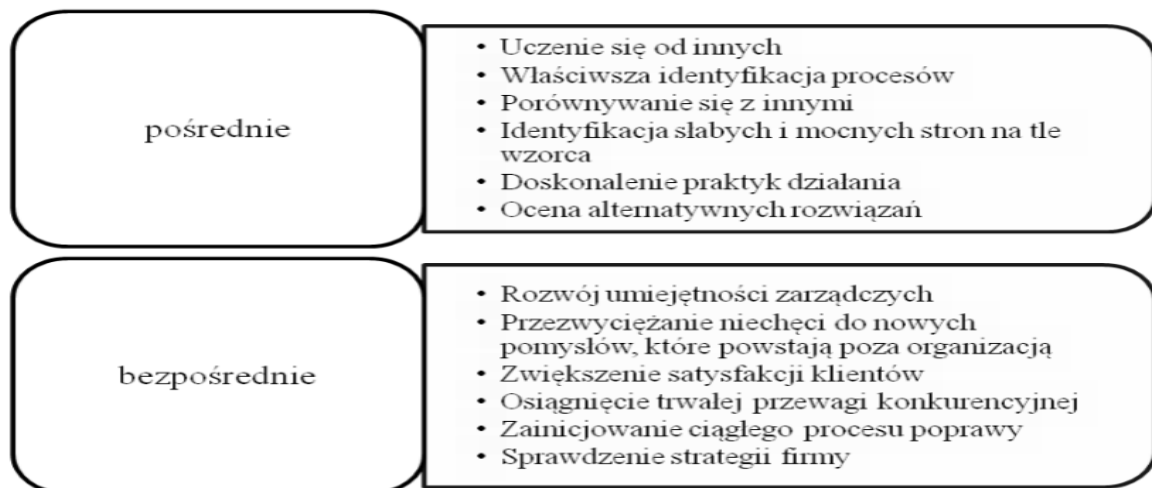 pośrednie
• Uczenie się od innych
• Właściwsza identyfikacja procesów
• Porównywanie się z innymi
• Identyfikacja słabych i mocnych stron na tle
wzorca
• Doskonalenie praktyk działania
• Ocena alternatywnych rozwiązań
bezpośrednie
• Rozwój umiejętności zarządczych
• Przezwyciężanie niechęci do nowych
pomysłów, które powstają poza organizacją
• Zwiększenie satysfakcji klientów
• Osiągnięcie trwałej przewagi konkurencyjnej
• Zainicjowanie ciągłego procesu poprawy
• Sprawdzenie strategii firmy